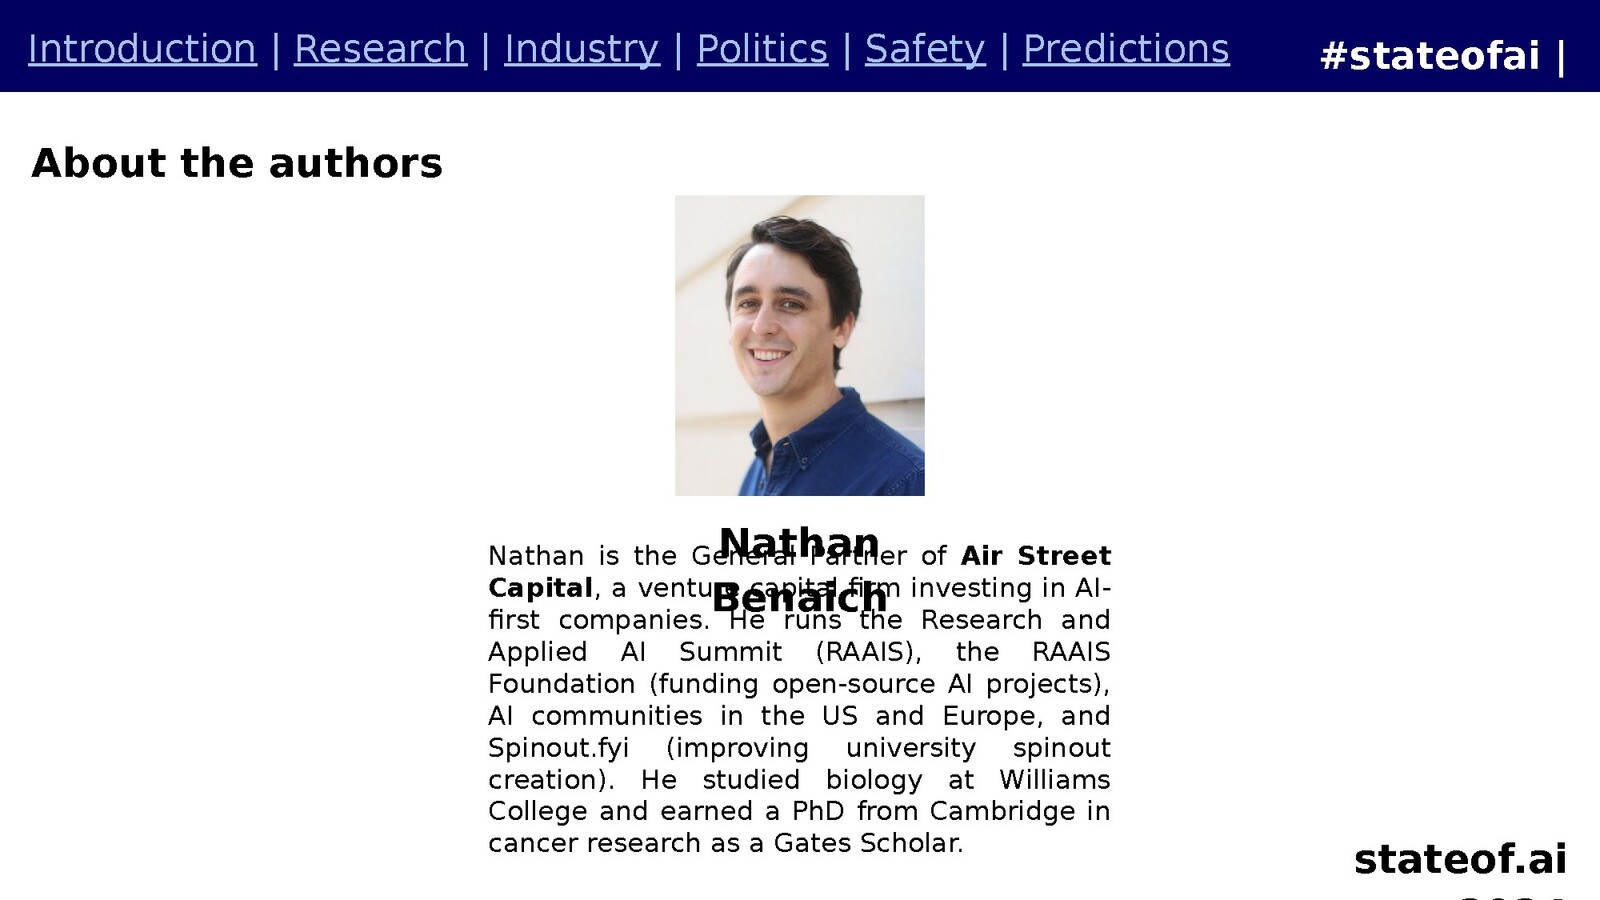 Introduction | Research | Industry | Politics | Safety | Predictions
#stateofai |
About the authors
Nathan
Benaich
Nathan is the General Partner of Air Street
Capital, a venture capital firm investing in AI-
first companies. He runs the Research and
Applied AI Summit (RAAIS), the RAAIS
Foundation (funding open-source AI projects),
AI communities in the US and Europe, and
Spinout.fyi (improving university spinout
creation). He studied biology at Williams
College and earned a PhD from Cambridge in
cancer research as a Gates Scholar.
stateof.ai